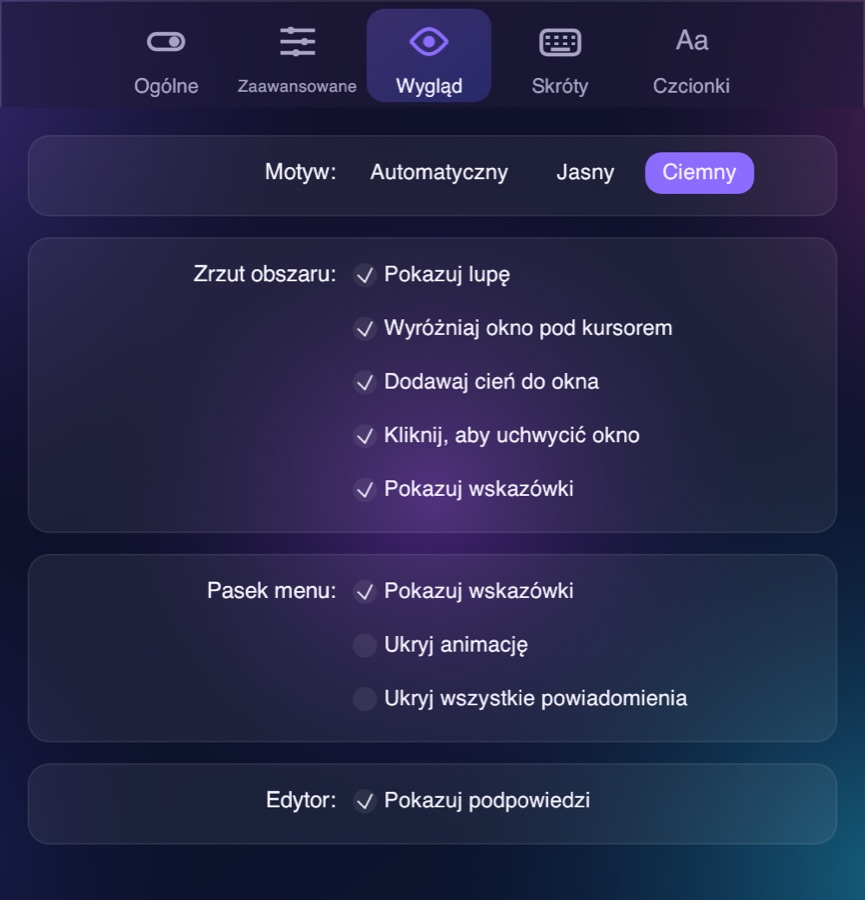 Ogólne
Zaawansowane
Wygląd
Skróty
Aa
Czcionki
Motyw: Automatyczny Jasny Ciemny
Zrzut obszaru: Pokazuj lupę
Wyróżniaj okno pod kursorem
Dodawaj cień do okna
Kliknij, aby uchwycić okno
Pokazuj wskazówki
Pasek menu: Pokazuj wskazówki
Ukryj animację
Ukryj wszystkie powiadomienia
Edytor: Pokazuj podpowiedzi